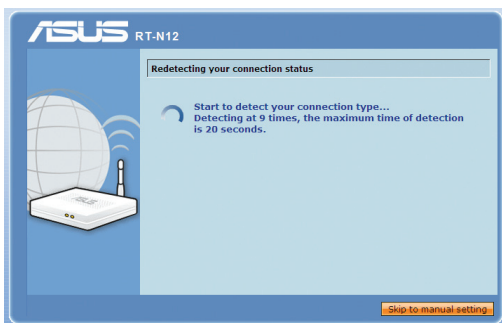 ASUS RT-N12
Redetecting your connection status
Start to detect your connection type...
Detecting at 9 times, the maximum time of detection
is 20 seconds.
ASUS
Skip to manual setting